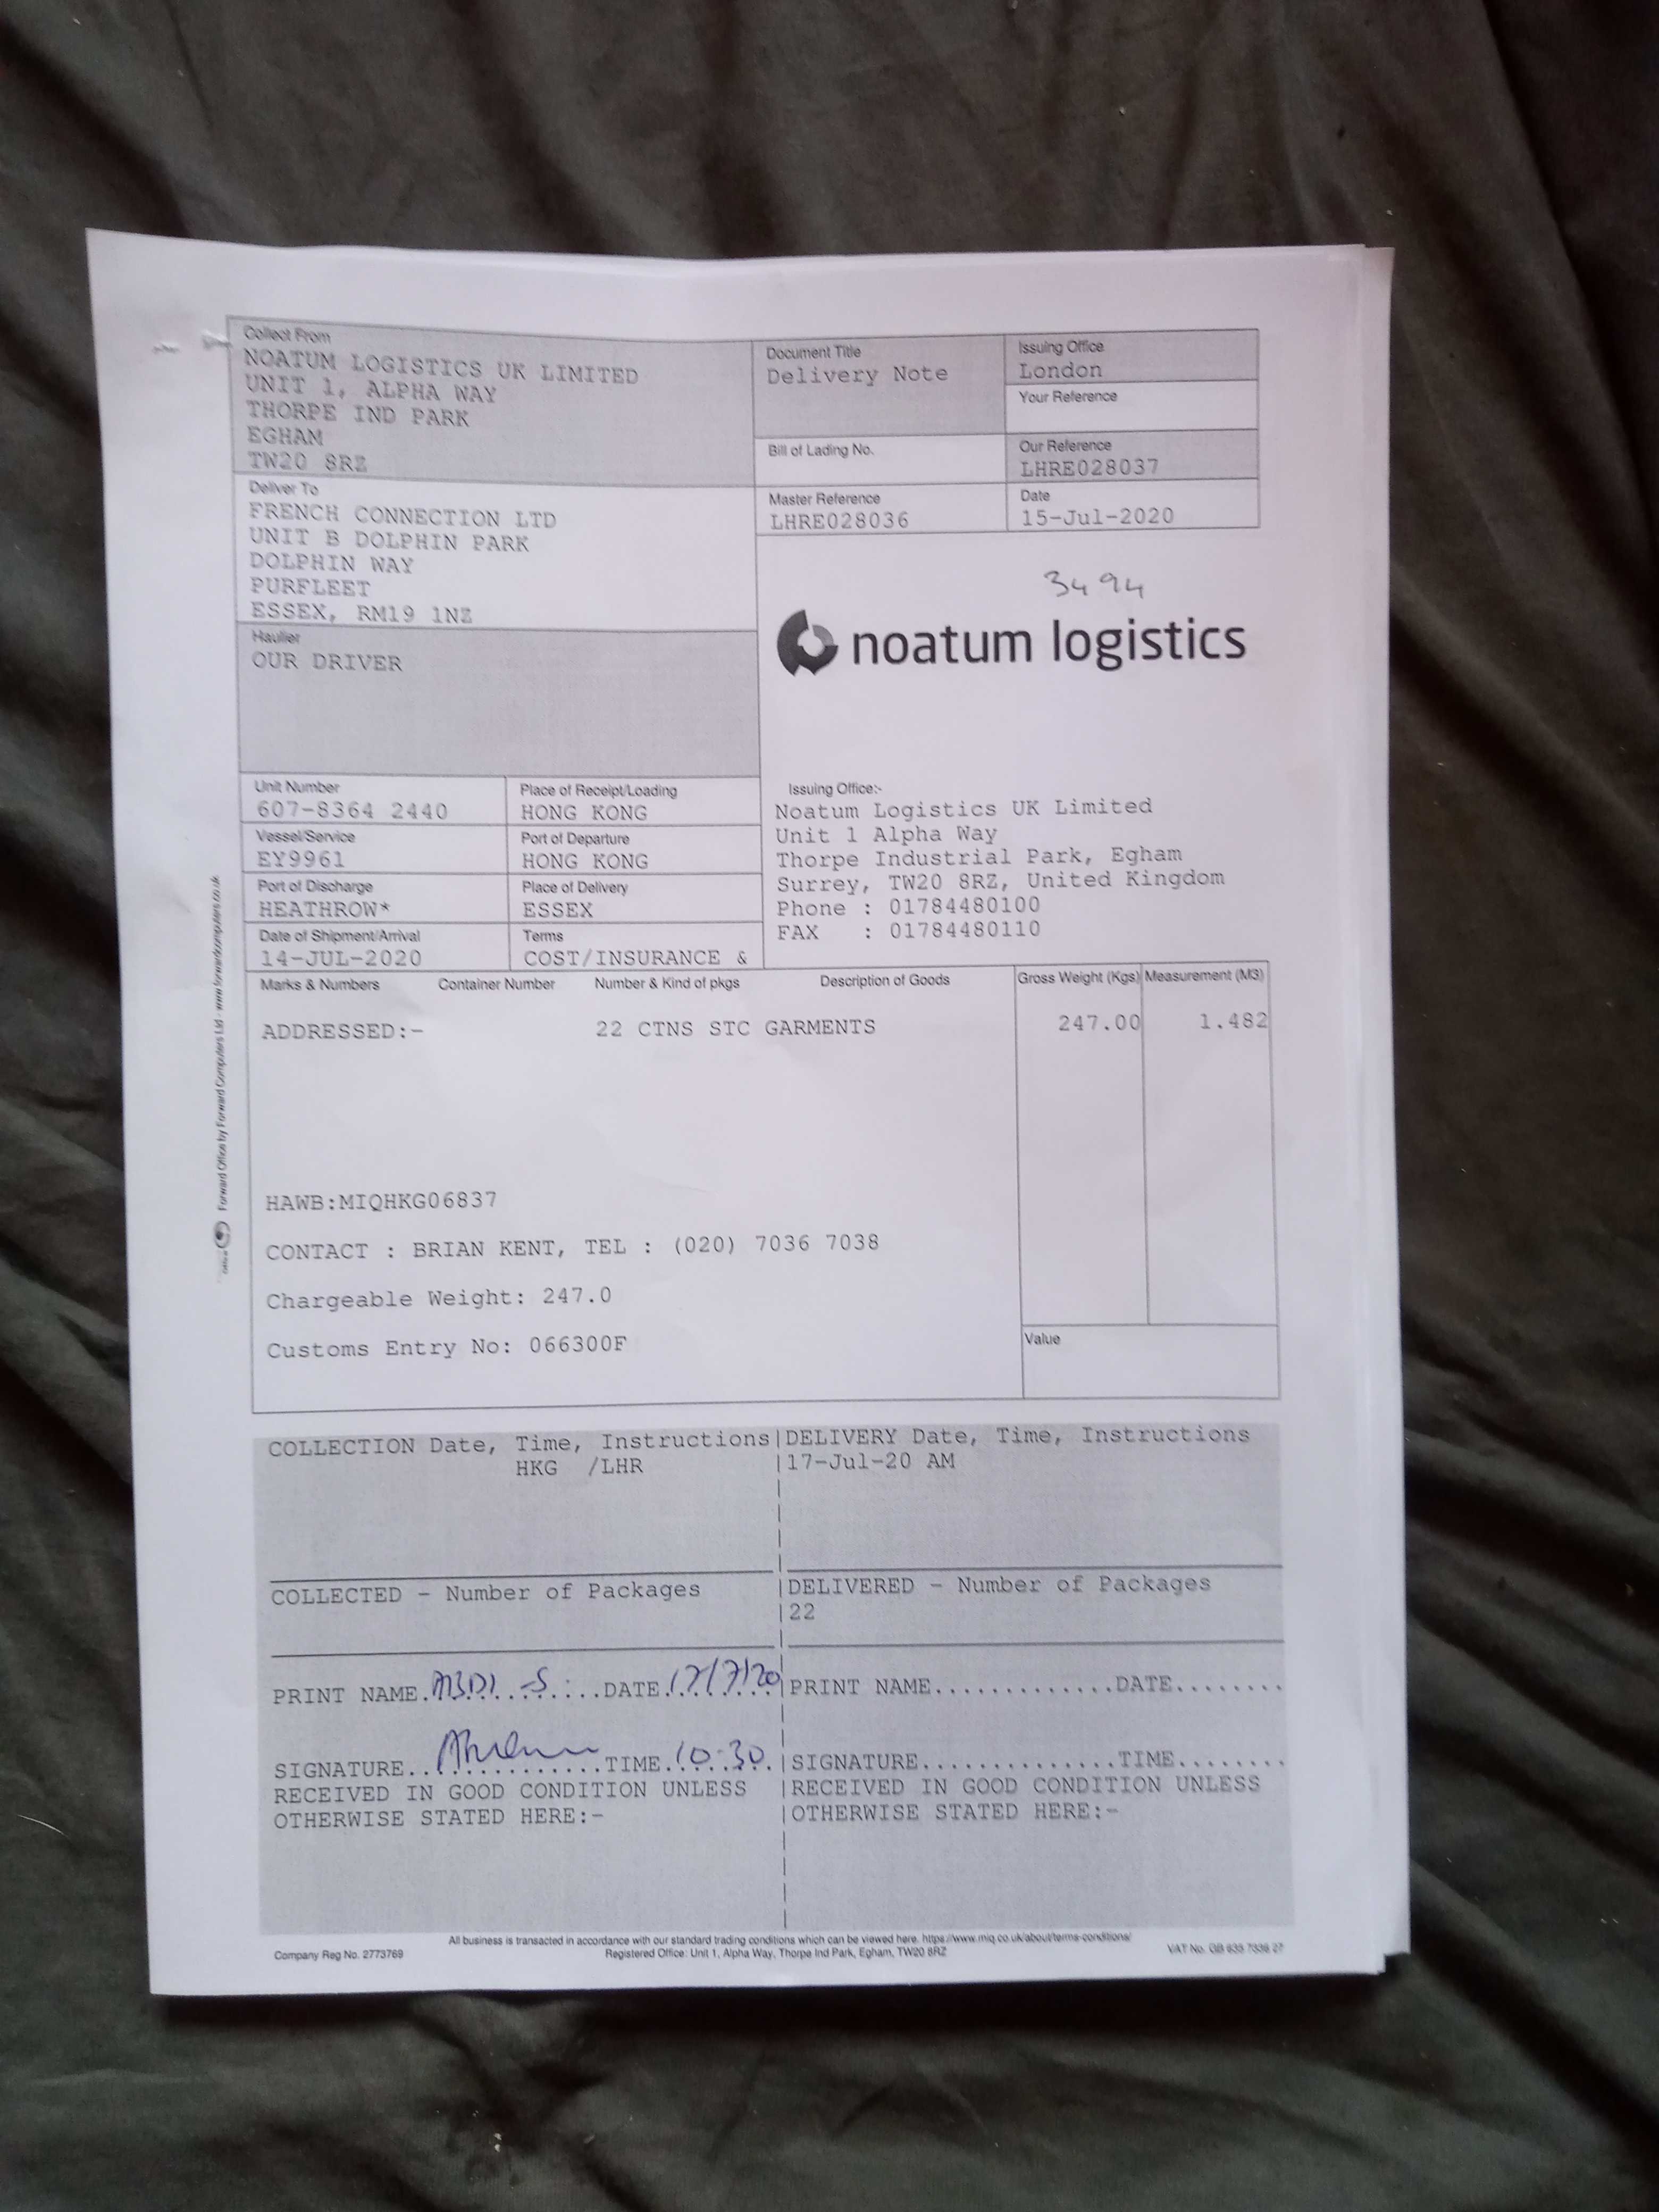 Collect From
NOATUM LOGISTICS UK LIMITED
UNIT 1, ALPHA WAY
THORPE IND PARK
EGHAM
TW20 8RZ
Document Title
Delivery Note
Issuing Office
London
Your Reference
Bill of Lading No.
Our Reference
LHRE028037
Master Reference
LHRE028036
Date
15-Jul-2020
Deliver To
FRENCH CONNECTION LTD
UNIT B DOLPHIN PARK
DOLPHIN WAY
PURFLEET
ESSEX, RM19 1NZ
Haulier
OUR DRIVER
3494
noatum logistics
Unit Number
607-8364 2440
Place of Receipt/Loading
HONG KONG
Vessel/Service
EY9961
Port of Departure
HONG KONG
Port of Discharge
HEATHROW*
Place of Delivery
ESSEX
Date of Shipment/Arrival
14-JUL-2020
Terms
COST/INSURANCE &
Issuing Office:-
Noatum Logistics UK Limited
Unit 1 Alpha Way
Thorpe Industrial Park, Egham
Surrey, TW20 8RZ, United Kingdom
Phone : 01784480100
FAX : 01784480110
Marks & Numbers Container Number Number & Kind of pkgs Description of Goods Gross Weight (Kgs) Measurement (M3)
ADDRESSED:- 22 CTNS STC GARMENTS 247.00 1.482
HAWB:MIQHKG06837
CONTACT : BRIAN KENT, TEL : (020) 7036 7038
Chargeable Weight: 247.0
Customs Entry No: 066300F
Value
Forward Office by Forward Computers Ltd - www.forwardcomputers.co.uk
COLLECTION Date, Time, Instructions
HKG /LHR
DELIVERY Date, Time, Instructions
17-Jul-20 AM
COLLECTED - Number of Packages
DELIVERED - Number of Packages
22
PRINT NAME. ABDI S DATE. 17/7/20
PRINT NAME.............DATE........
SIGNATURE.. TIME. 10:30
SIGNATURE...............TIME........
RECEIVED IN GOOD CONDITION UNLESS
OTHERWISE STATED HERE:-
RECEIVED IN GOOD CONDITION UNLESS
OTHERWISE STATED HERE:-
All business is transacted in accordance with our standard trading conditions which can be viewed here. https://www.miq.co.uk/about/terms-conditions/
Company Reg No. 2773769
Registered Office: Unit 1, Alpha Way, Thorpe Ind Park, Egham, TW20 8RZ
VAT No. GB 635 7336 27